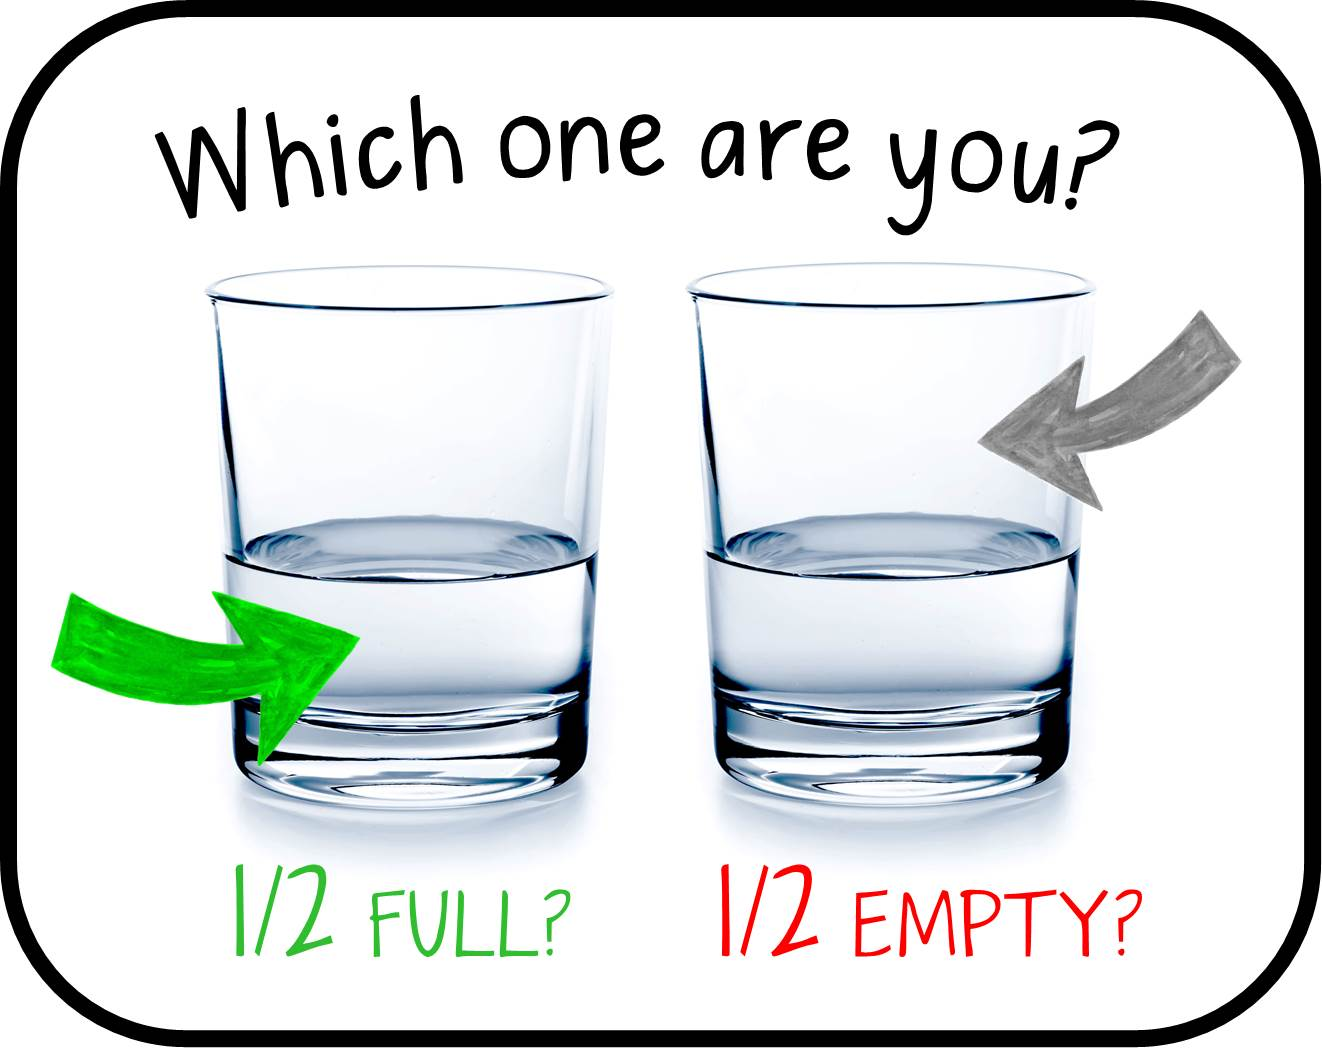 Which one are you?
1/2 FULL?
1/2 EMPTY?